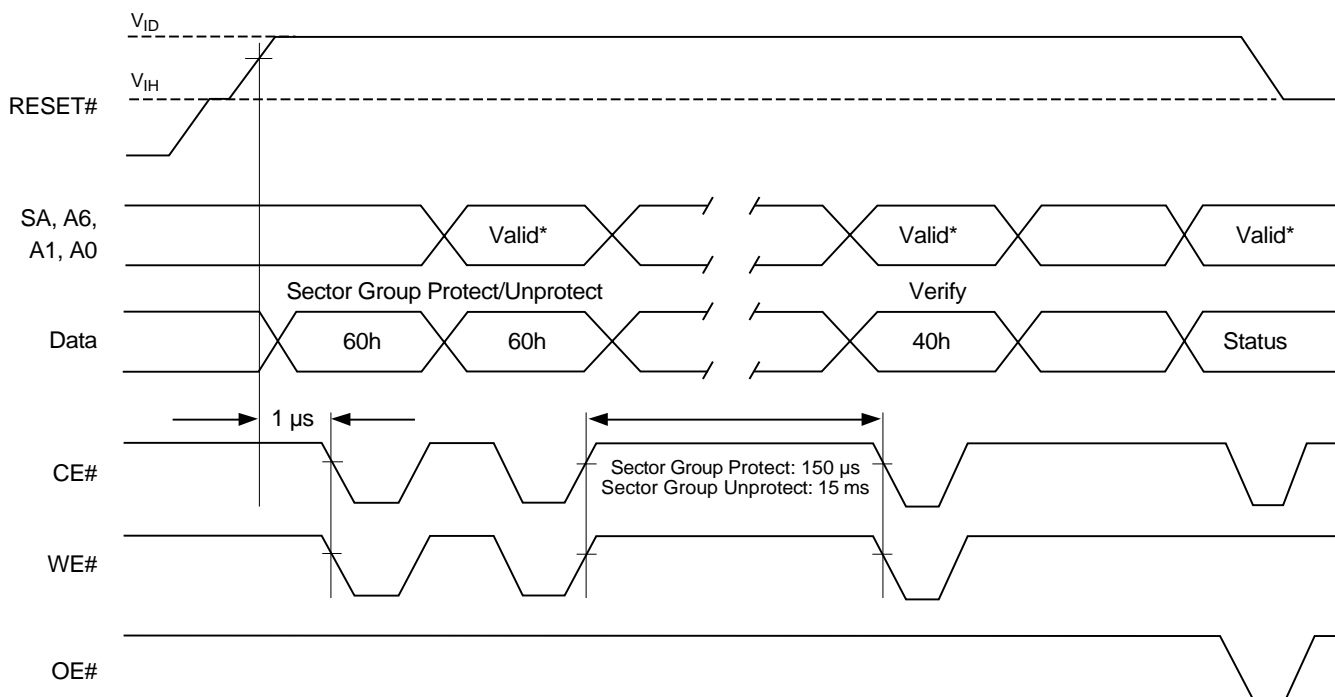 VID
VIH
RESET#
SA, A6,
A1, A0
Valid*
Valid*
Valid*
Sector Group Protect/Unprotect
Verify
Data
60h
60h
40h
Status
1 µs
CE#
Sector Group Protect: 150 µs
Sector Group Unprotect: 15 ms
WE#
OE#